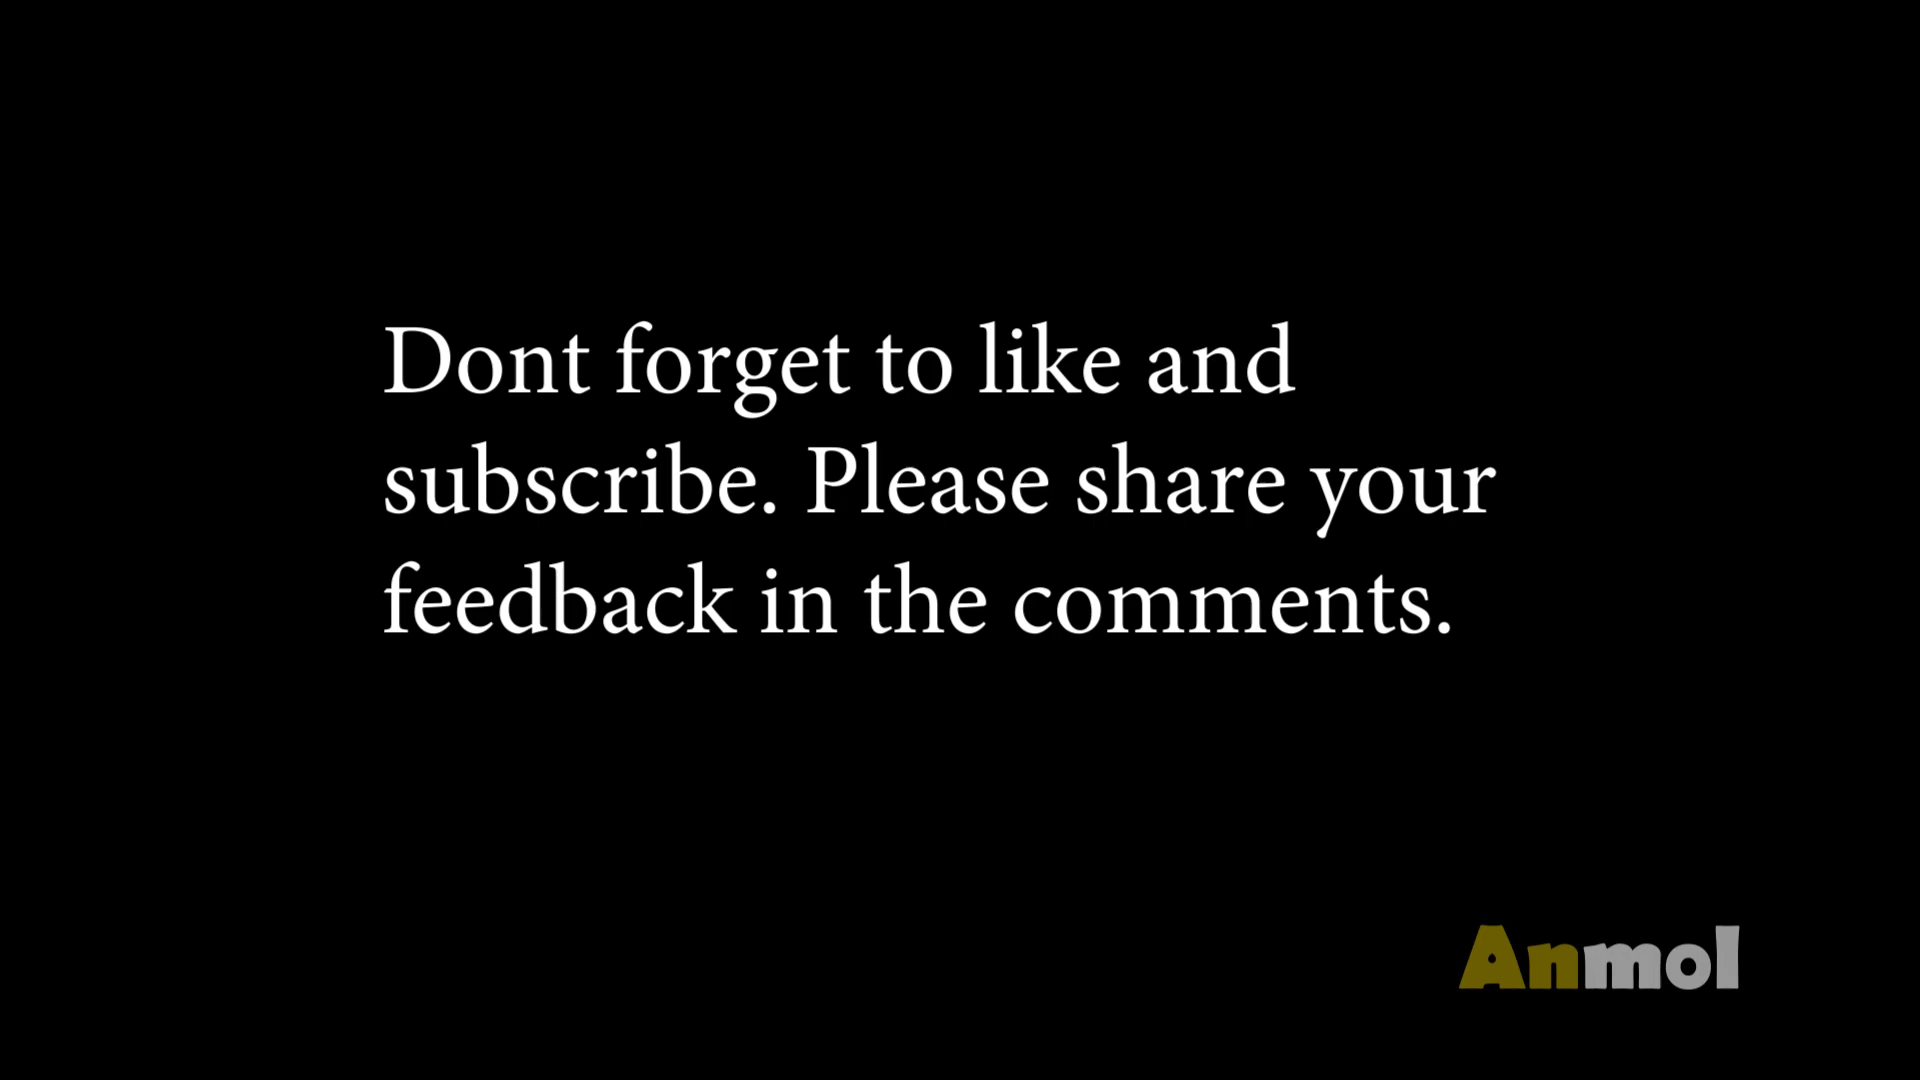 Dont forget to like and
subscribe. Please share your
feedback in the comments.
Anmol